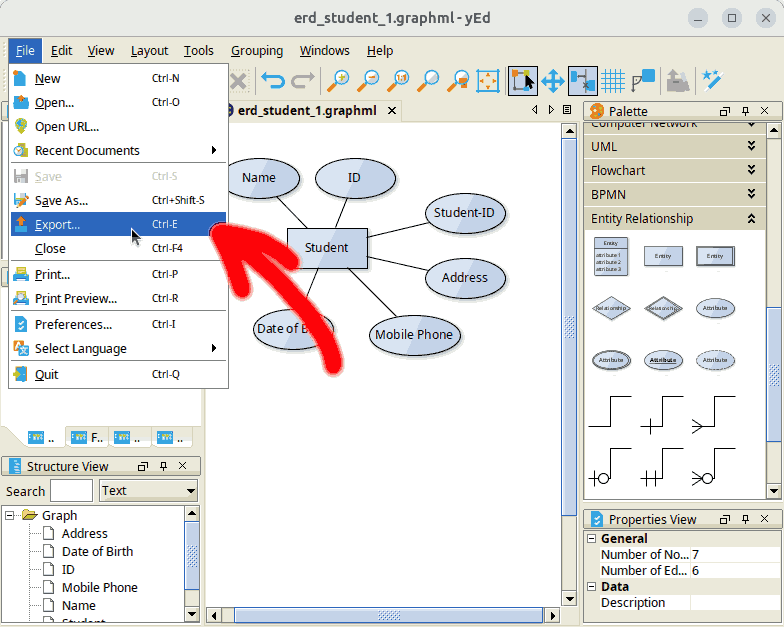 erd_student_1.graphml - yEd
File Edit View Layout Tools Grouping Windows Help
New Ctrl-N
Open... Ctrl-O
Open URL...
Recent Documents
Save Ctrl-S
Save As... Ctrl+Shift-S
Export... Ctrl-E
Close Ctrl-F4
Print... Ctrl-P
Print Preview... Ctrl-R
Preferences... Ctrl-I
Select Language
Quit Ctrl-Q
erd_student_1.graphml
Name
ID
Student-ID
Student
Address
Date of B
Mobile Phone
.. F.. .. ..
Structure View
Search Text
Graph
Address
Date of Birth
ID
Mobile Phone
Name
Student
Palette
Computer Network
UML
Flowchart
BPMN
Entity Relationship
Entity
attribute 1
attribute 2
attribute 3
Entity
Entity
Relationship
Relationship
Attribute
Attribute
Attribute
Attribute
Properties View
General
Number of No... 7
Number of Ed... 6
Data
Description